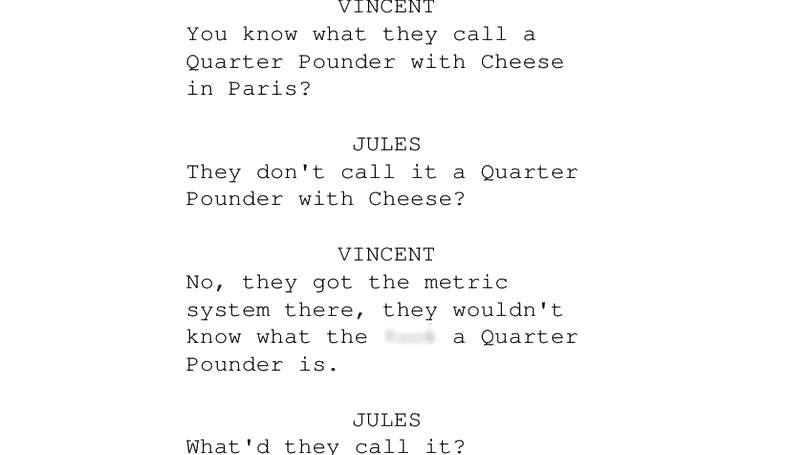 VINCENT
You know what they call a
Quarter Pounder with Cheese
in Paris?
JULES
They don't call it a Quarter
Pounder with Cheese?
VINCENT
No, they got the metric
system there, they wouldn't
know what the a Quarter
Pounder is.
JULES
What'd they call it?